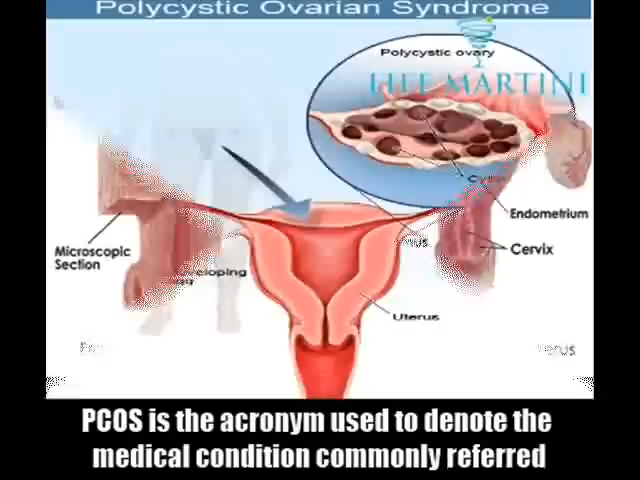 Polycystic Ovarian Syndrome
Polycystic ovary
LIFE MARTINI
Endometrium
Cervix
Microscopic
Section
Uterus
PCOS is the acronym used to denote the
medical condition commonly referred